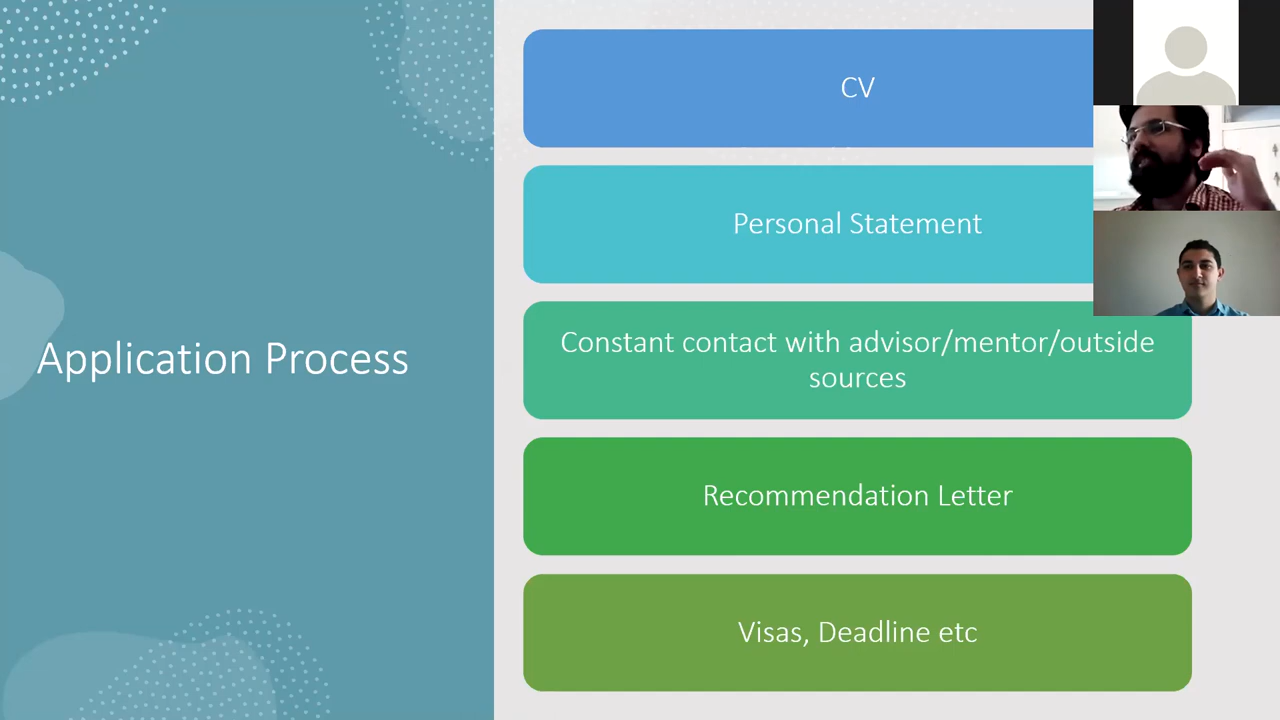 Application Process
CV
Personal Statement
Constant contact with advisor/mentor/outside
sources
Recommendation Letter
Visas, Deadline etc